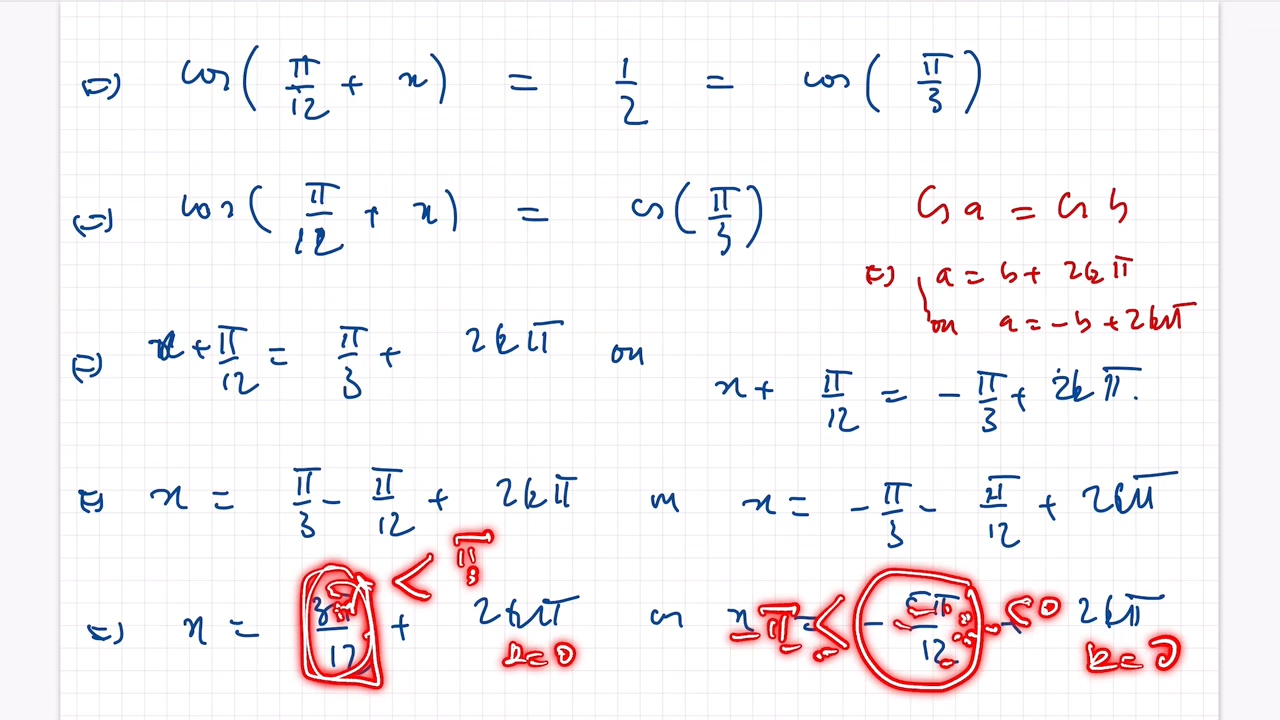 ⇔ cos(π/12 + x) = 1/2 = cos(π/3)
⇔ cos(π/12 + x) = cos(π/3)
Cos a = Cos b
⇔ a = b + 2kπ
ou a = -b + 2kπ
⇔ x + π/12 = π/3 + 2kπ ou
x + π/12 = -π/3 + 2kπ.
⇔ x = π/3 - π/12 + 2kπ ou x = -π/3 - π/12 + 2kπ
< π
⇔ x = 3π/12 + 2kπ ou x = -5π/12 + 2kπ
-π < < 0
k=0 k=0